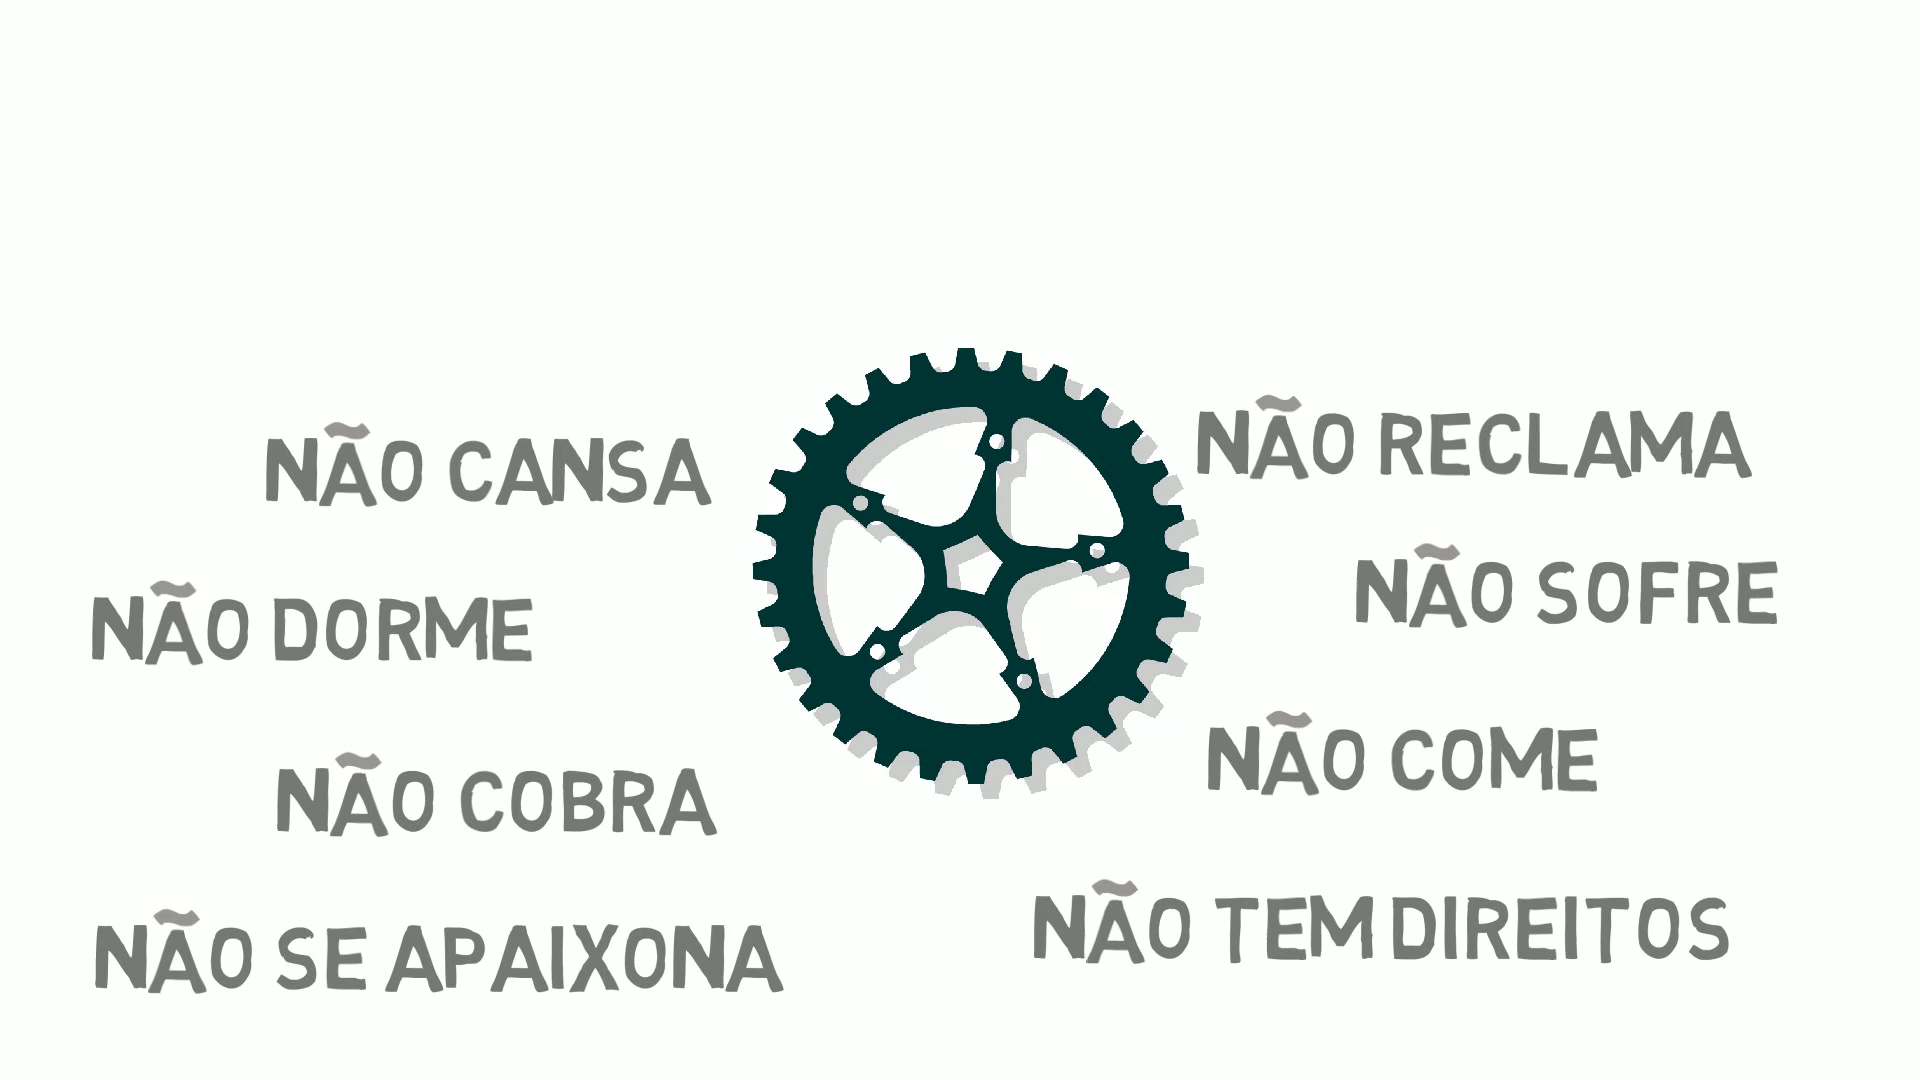 NÃO CANSA
NÃO DORME
NÃO COBRA
NÃO SE APAIXONA
NÃO RECLAMA
NÃO SOFRE
NÃO COME
NÃO TEM DIREITOS